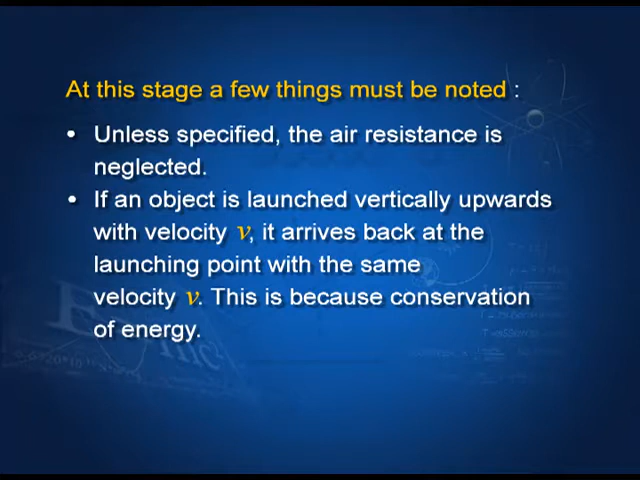 At this stage a few things must be noted :
• Unless specified, the air resistance is
neglected.
• If an object is launched vertically upwards
with velocity v, it arrives back at the
launching point with the same
velocity v. This is because conservation
of energy.